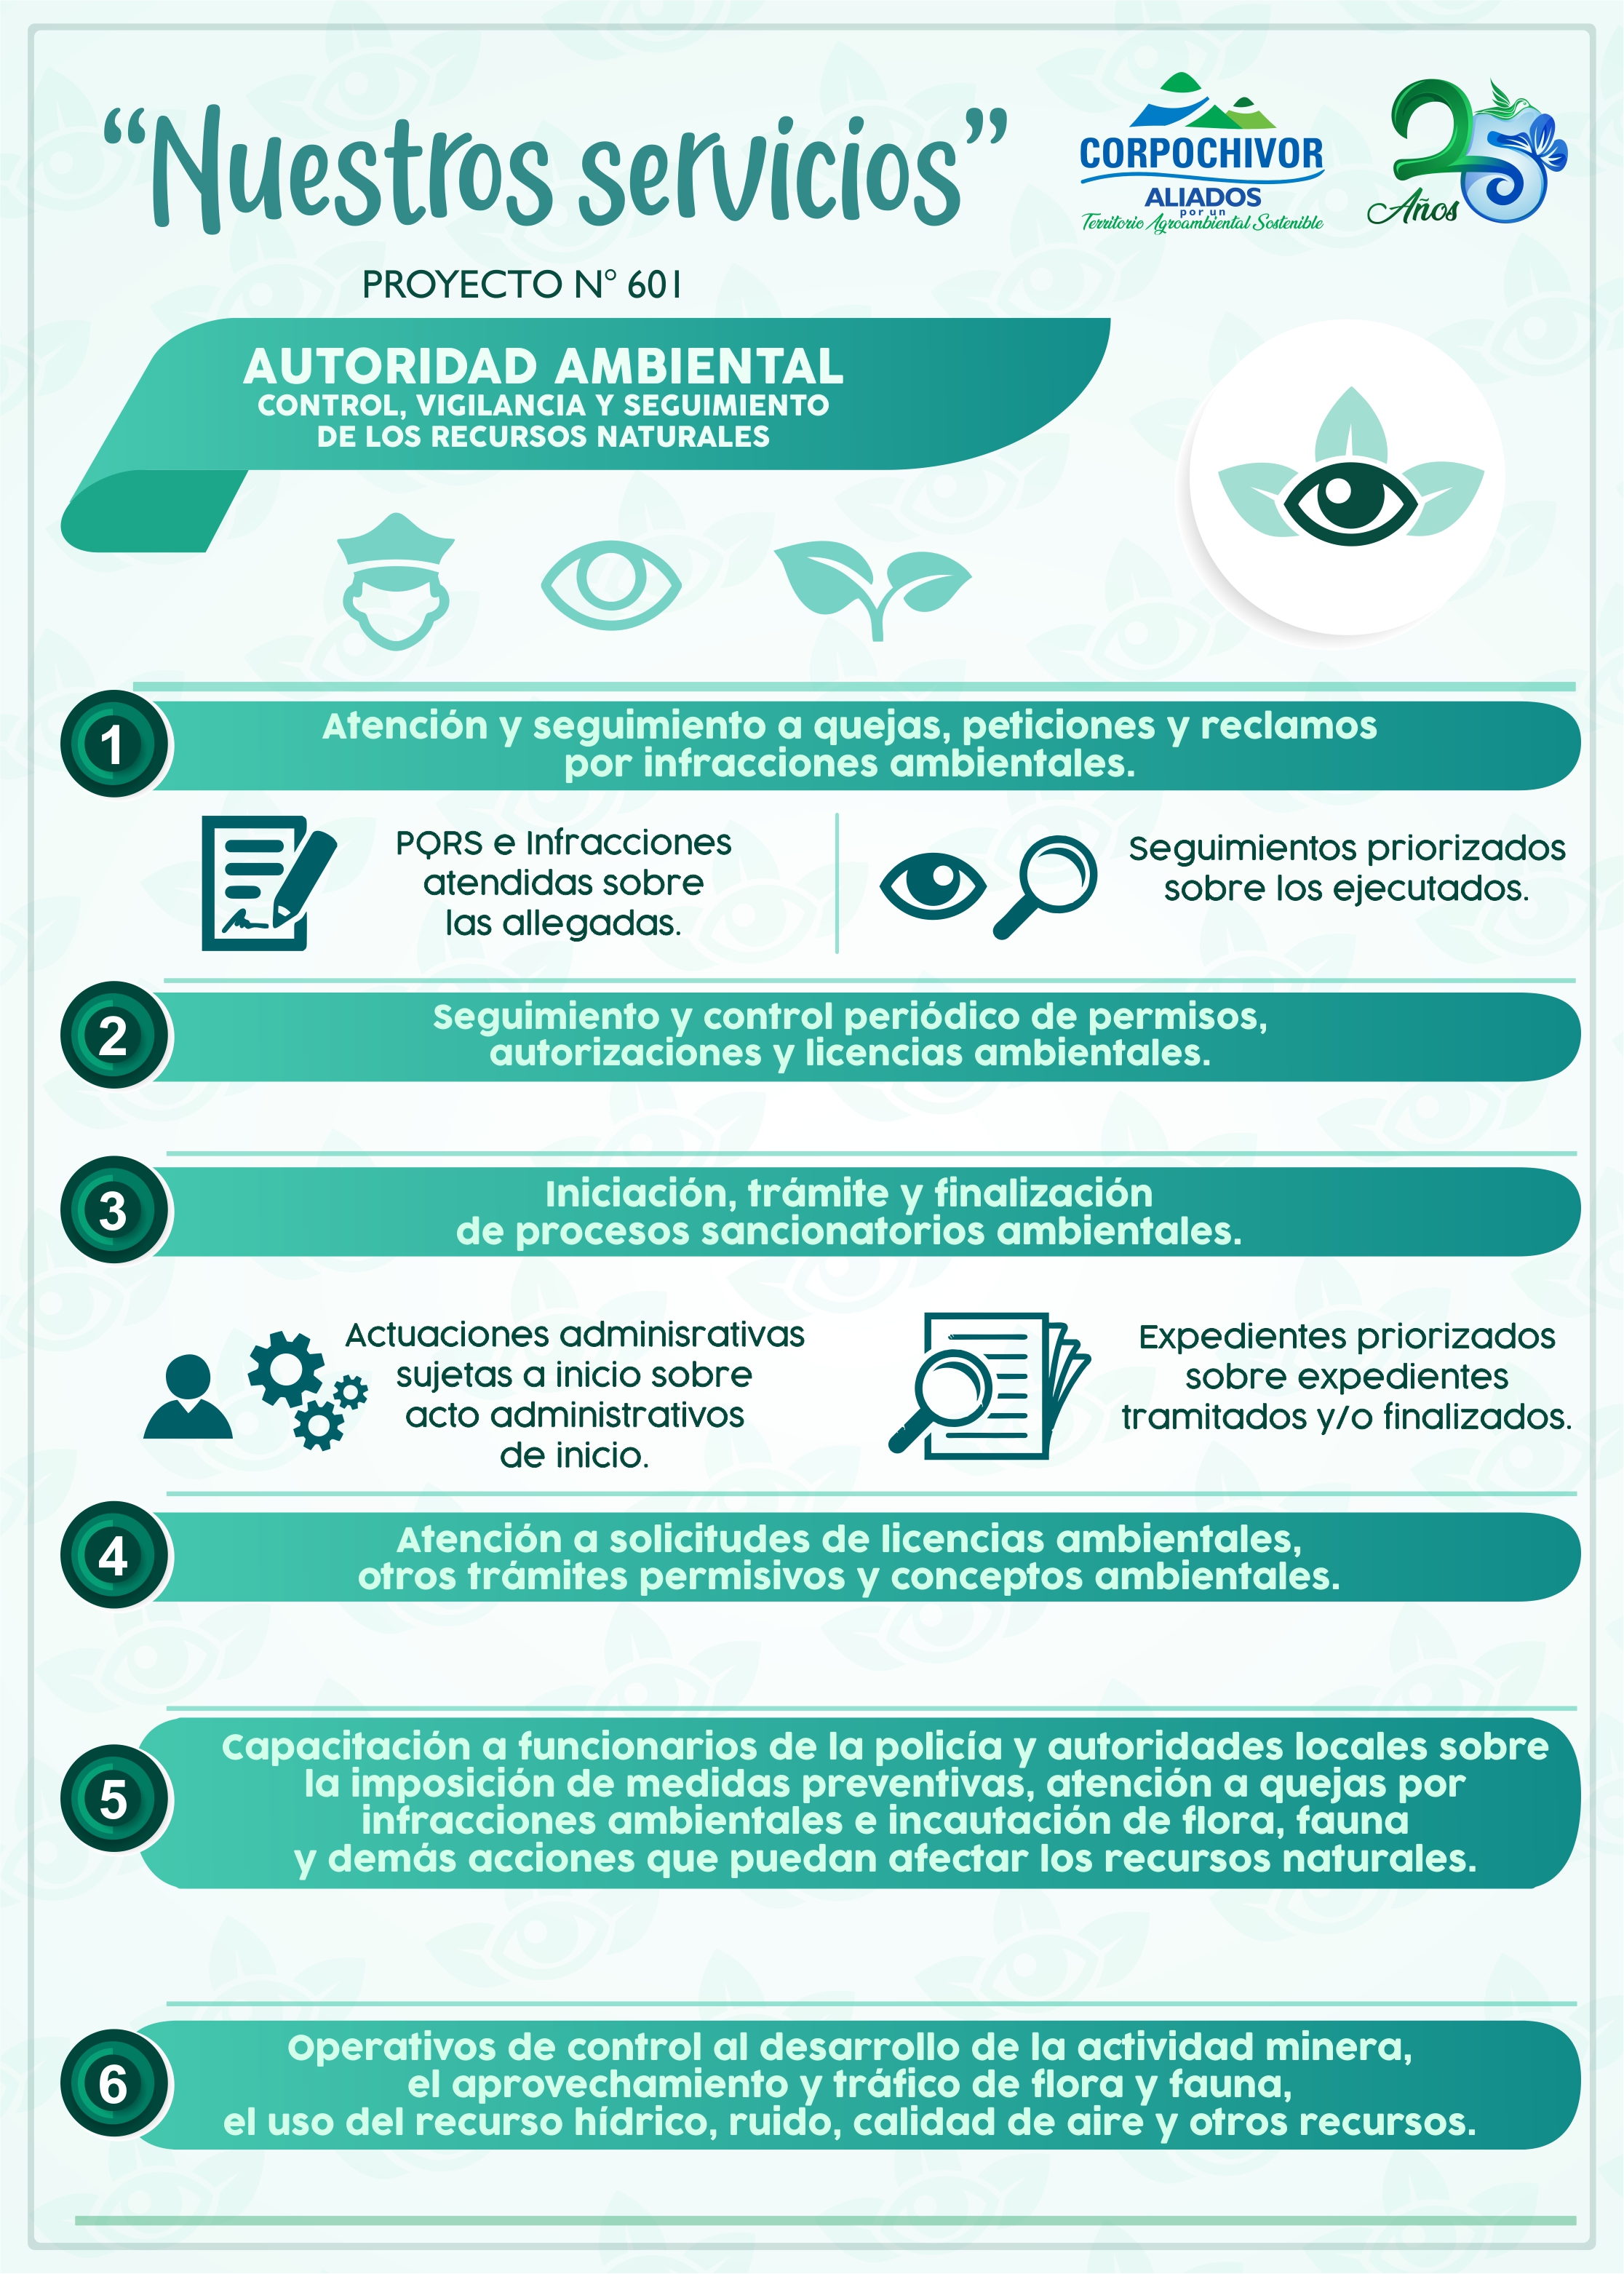 “Nuestros servicios”
CORPOCHIVOR
ALIADOS
por un
Territorio Agroambiental Sostenible
25
Años
PROYECTO N° 601
AUTORIDAD AMBIENTAL
CONTROL, VIGILANCIA Y SEGUIMIENTO
DE LOS RECURSOS NATURALES
1
Atención y seguimiento a quejas, peticiones y reclamos
por infracciones ambientales.
PQRS e Infracciones
atendidas sobre
las allegadas.
Seguimientos priorizados
sobre los ejecutados.
2
Seguimiento y control periódico de permisos,
autorizaciones y licencias ambientales.
3
Iniciación, trámite y finalización
de procesos sancionatorios ambientales.
Actuaciones adminisrativas
sujetas a inicio sobre
acto administrativos
de inicio.
Expedientes priorizados
sobre expedientes
tramitados y/o finalizados.
4
Atención a solicitudes de licencias ambientales,
otros trámites permisivos y conceptos ambientales.
5
Capacitación a funcionarios de la policía y autoridades locales sobre
la imposición de medidas preventivas, atención a quejas por
infracciones ambientales e incautación de flora, fauna
y demás acciones que puedan afectar los recursos naturales.
6
Operativos de control al desarrollo de la actividad minera,
el aprovechamiento y tráfico de flora y fauna,
el uso del recurso hídrico, ruido, calidad de aire y otros recursos.